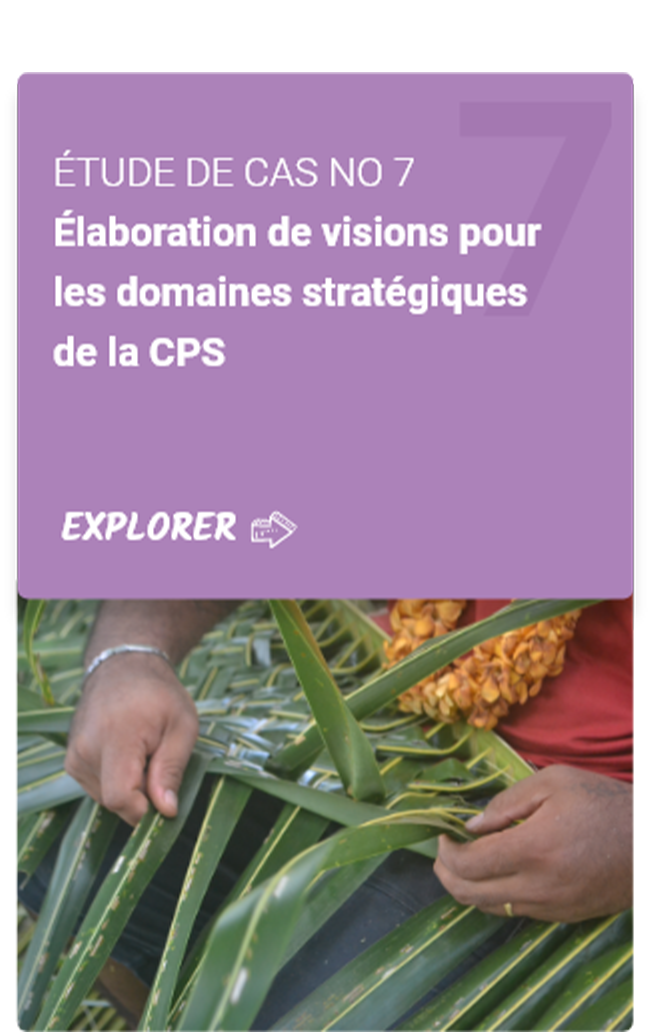 7
ÉTUDE DE CAS NO 7
Élaboration de visions pour
les domaines stratégiques
de la CPS
EXPLORER